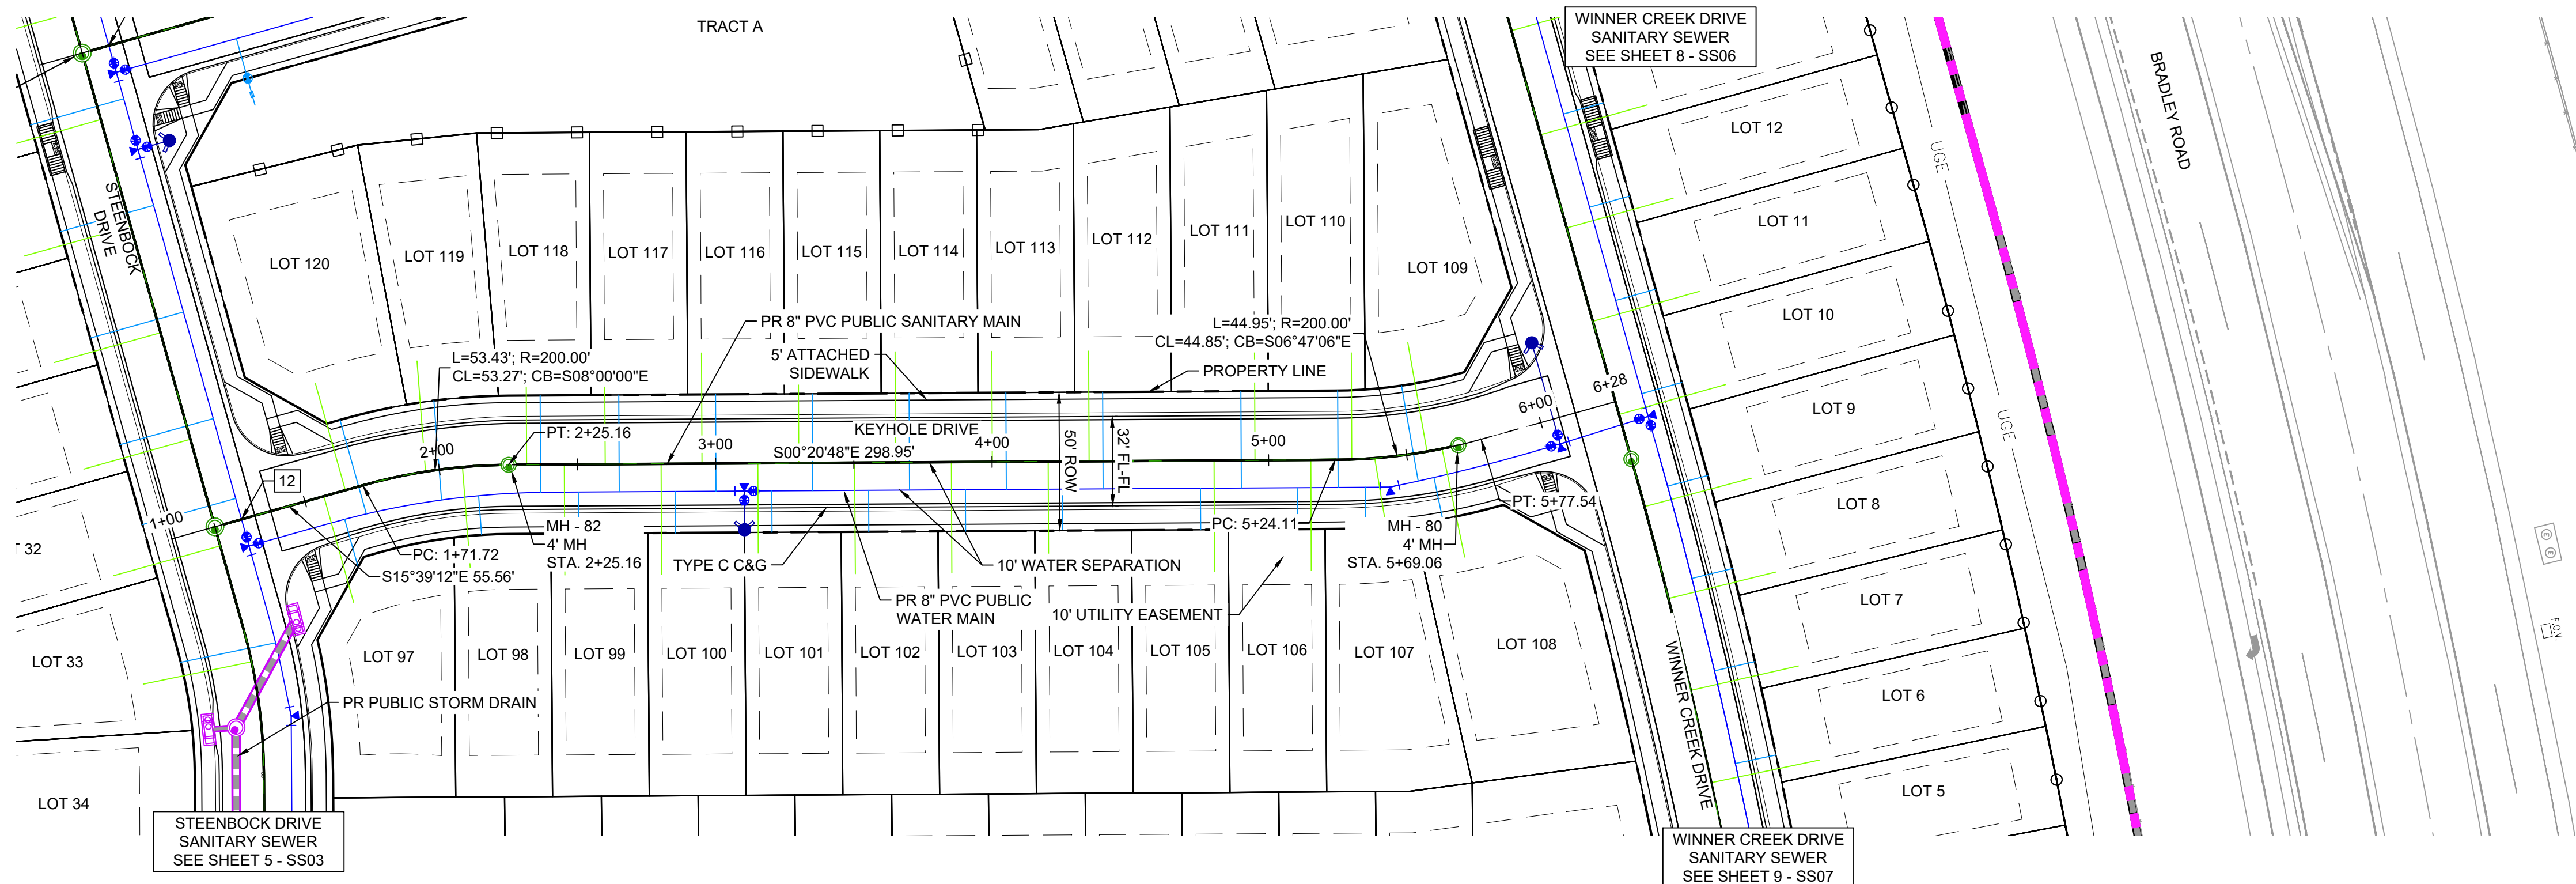 TRACT A
WINNER CREEK DRIVE
SANITARY SEWER
SEE SHEET 8 - SS06
BRADLEY ROAD
UGE
LOT 12
LOT 11
LOT 10
LOT 9
LOT 8
LOT 7
LOT 6
LOT 5
UGE
STEENBOCK
DRIVE
LOT 120
LOT 119
LOT 118
LOT 117
LOT 116
LOT 115
LOT 114
LOT 113
LOT 112
LOT 111
LOT 110
LOT 109
PR 8" PVC PUBLIC SANITARY MAIN
5' ATTACHED
SIDEWALK
L=53.43'; R=200.00'
CL=53.27'; CB=S08°00'00"E
L=44.95'; R=200.00'
CL=44.85'; CB=S06°47'06"E
PROPERTY LINE
6+28
6+00
PT: 2+25.16
KEYHOLE DRIVE
2+00
3+00
4+00
5+00
S00°20'48"E 298.95'
50' ROW
32' FL-FL
12
1+00
PC: 1+71.72
S15°39'12"E 55.56'
MH - 82
4' MH
STA. 2+25.16
TYPE C C&G
10' WATER SEPARATION
PR 8" PVC PUBLIC
WATER MAIN
10' UTILITY EASEMENT
PC: 5+24.11
MH - 80
4' MH
STA. 5+69.06
PT: 5+77.54
32
LOT 33
LOT 34
LOT 97
LOT 98
LOT 99
LOT 100
LOT 101
LOT 102
LOT 103
LOT 104
LOT 105
LOT 106
LOT 107
LOT 108
WINNER CREEK DRIVE
PR PUBLIC STORM DRAIN
STEENBOCK DRIVE
SANITARY SEWER
SEE SHEET 5 - SS03
WINNER CREEK DRIVE
SANITARY SEWER
SEE SHEET 9 - SS07
E E
F.O.V.